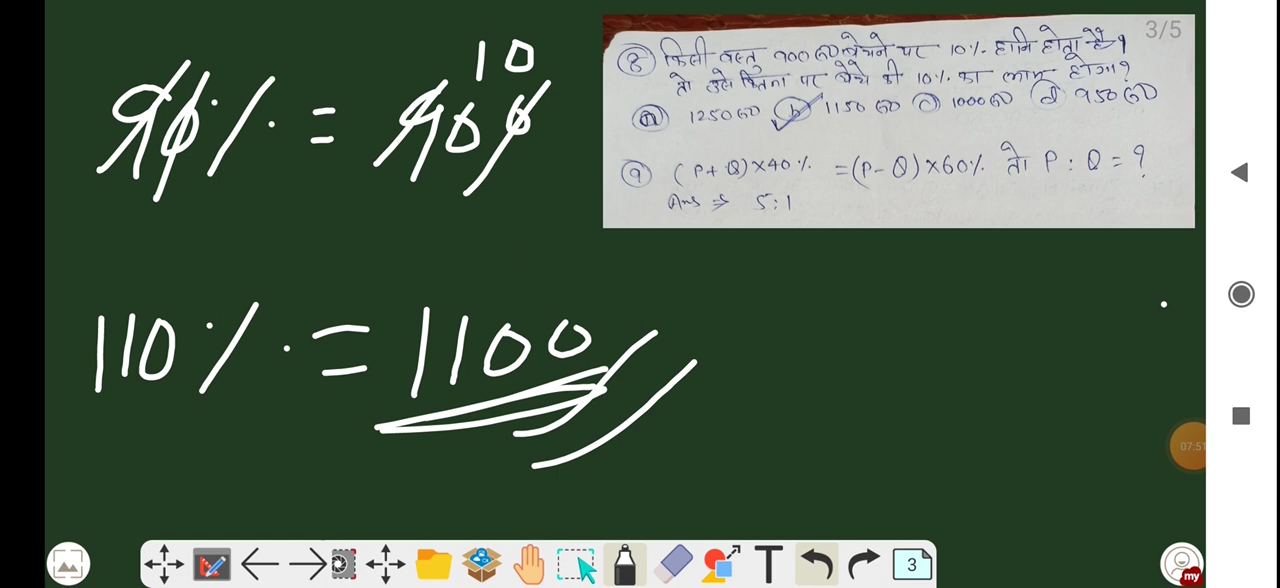 90% = 900
10
110% = 1100
3/5
⑧ किसी वस्तु 900 रू बेचने पर 10% हानि होता है?
तो उसे कितना पर बेचे की 10% का लाभ होगा?
ⓐ 1250 रू ⓑ 1150 रू ⓒ 1000 रू ⓓ 950 रू
⑨ (P+Q)×40% =(P-Q)×60% तो P:Q=?
Ans ⇒ 5:1
07:51
T
3
my